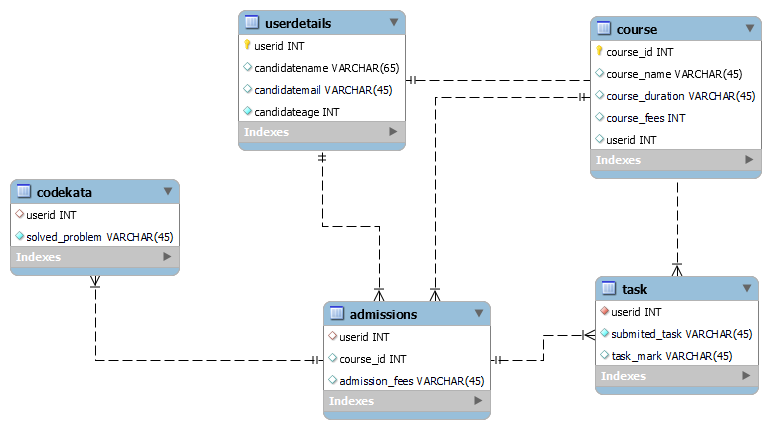 userdetails
userid INT
candidatename VARCHAR(65)
candidatemail VARCHAR(45)
candidateage INT
Indexes
course
course_id INT
course_name VARCHAR(45)
course_duration VARCHAR(45)
course_fees INT
userid INT
Indexes
codekata
userid INT
solved_problem VARCHAR(45)
Indexes
admissions
userid INT
course_id INT
admission_fees VARCHAR(45)
Indexes
task
userid INT
submited_task VARCHAR(45)
task_mark VARCHAR(45)
Indexes